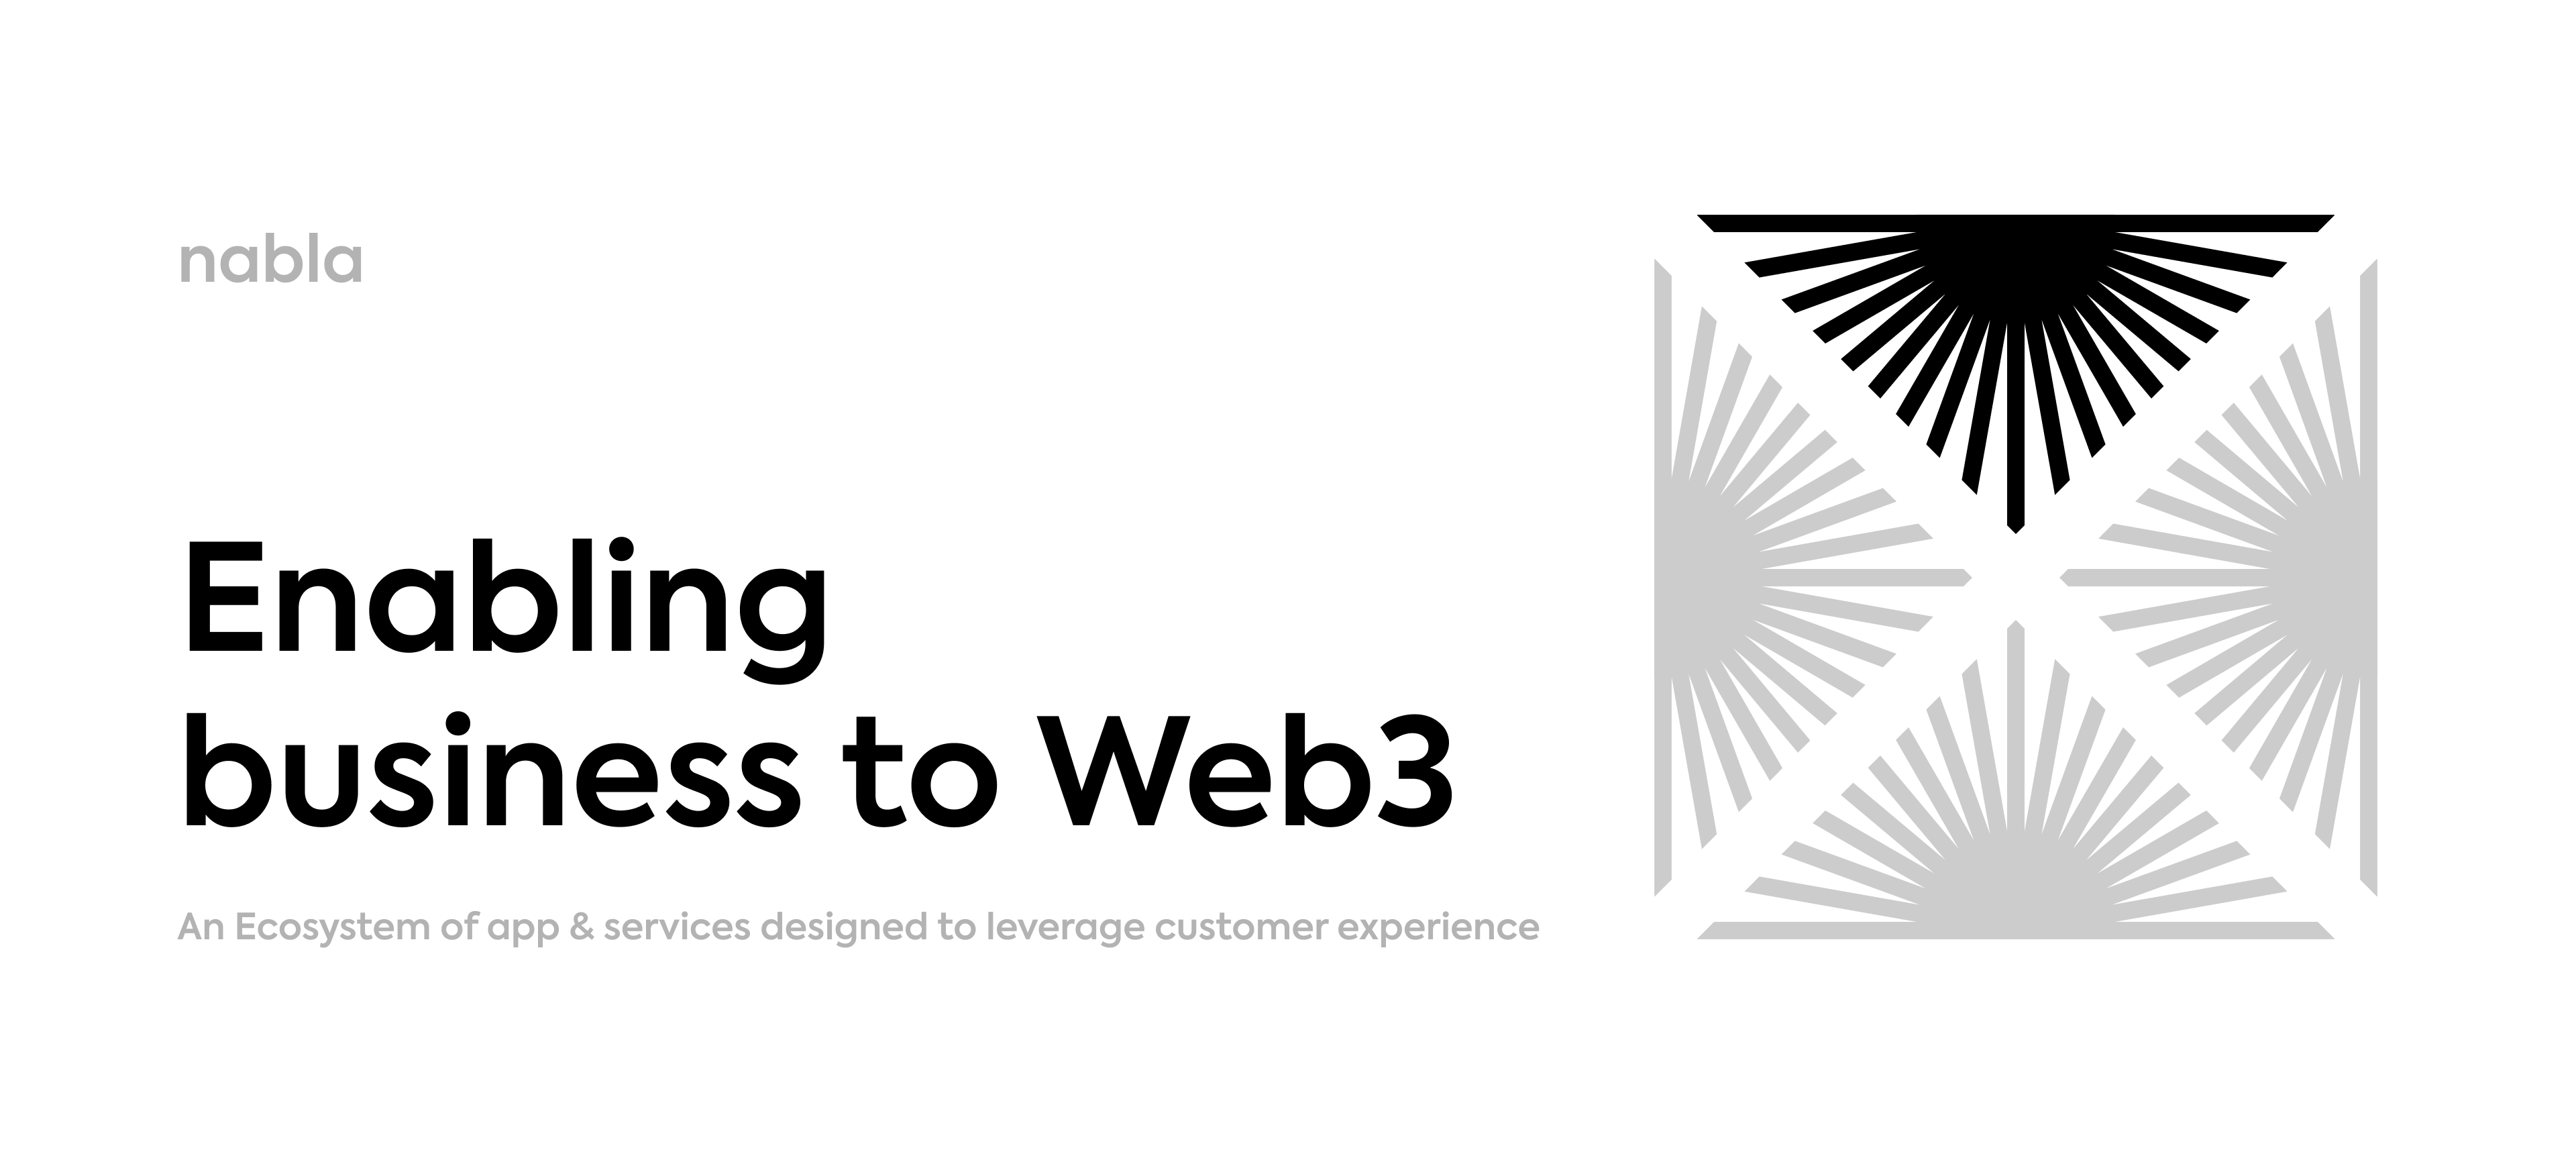 nabla
Enabling
business to Web3
An Ecosystem of app & services designed to leverage customer experience